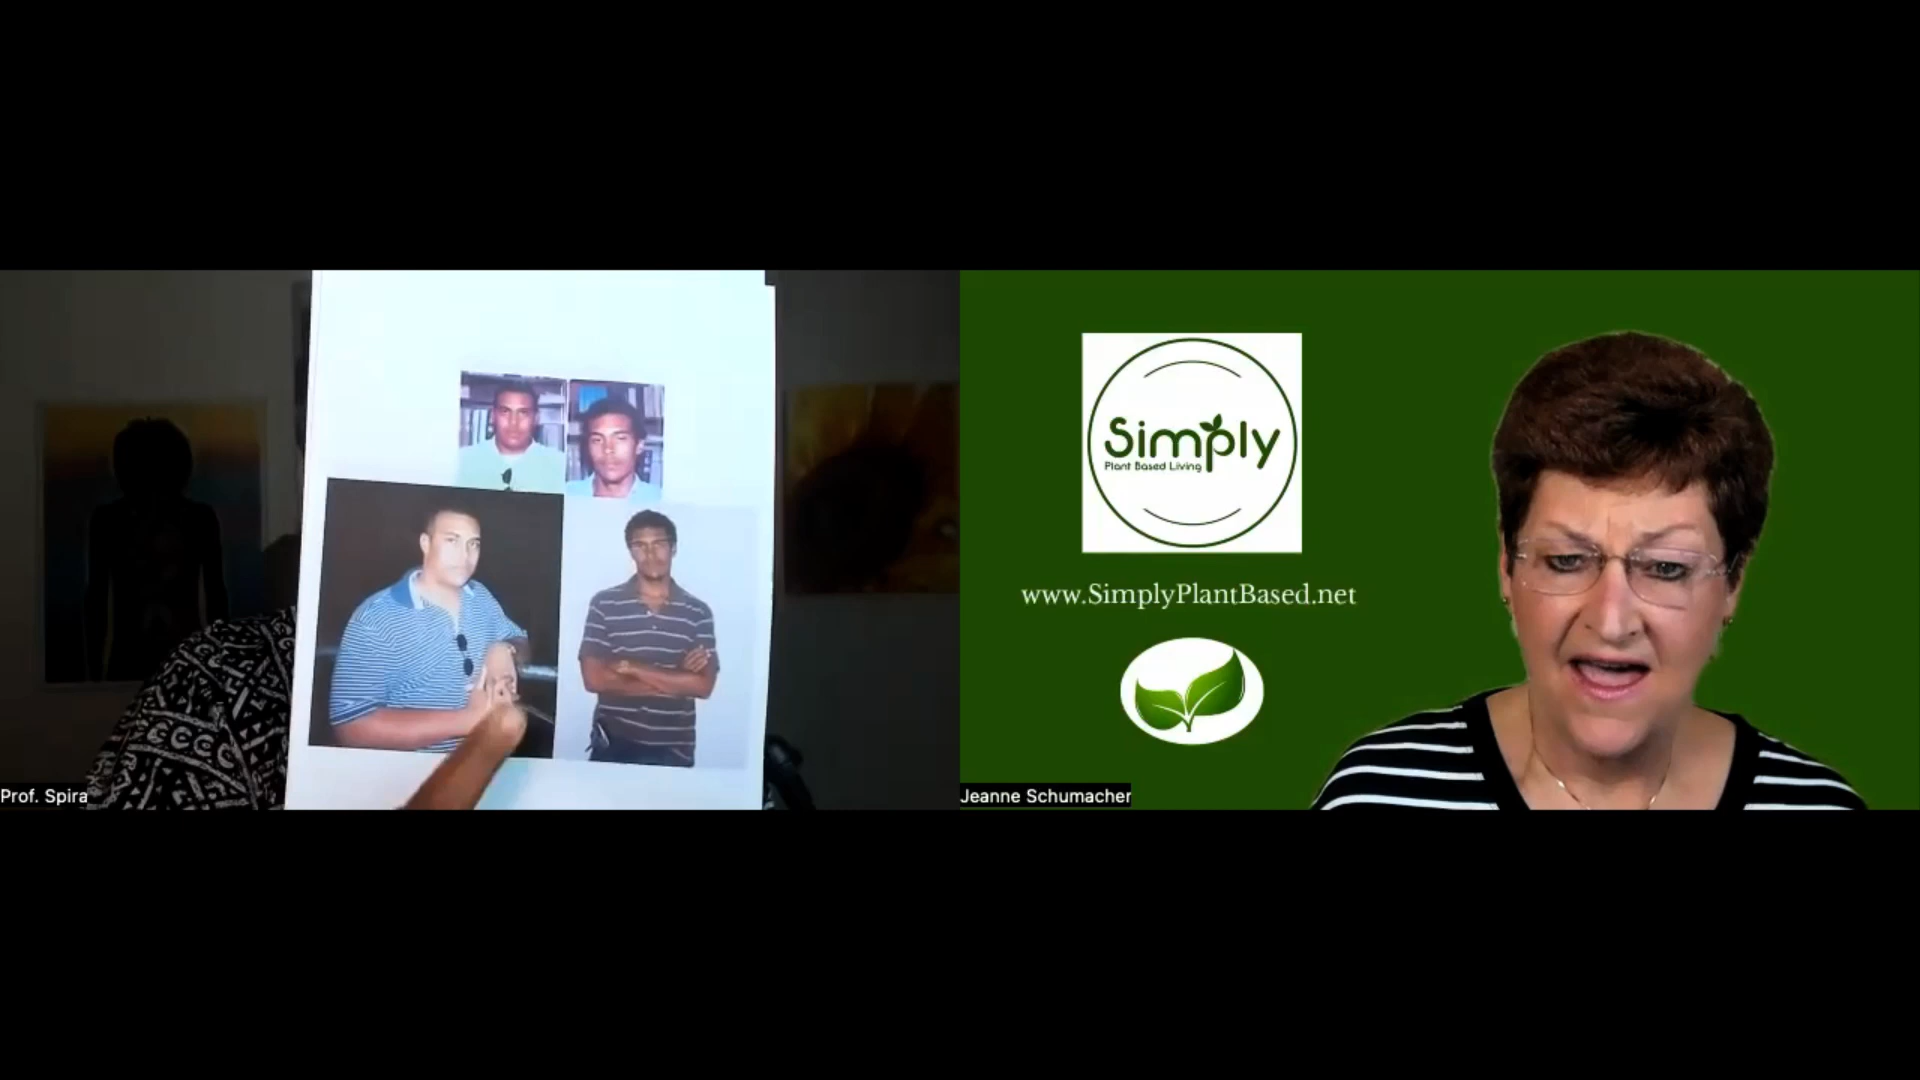 Prof. Spira
Simply
Plant Based Living
www.SimplyPlantBased.net
Jeanne Schumacher